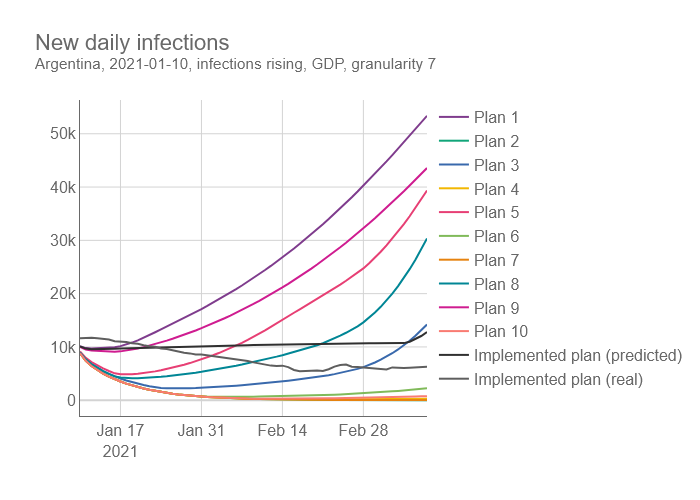 New daily infections
Argentina, 2021-01-10, infections rising, GDP, granularity 7
50k
40k
30k
20k
10k
0
Jan 17
2021
Jan 31
Feb 14
Feb 28
Plan 1
Plan 2
Plan 3
Plan 4
Plan 5
Plan 6
Plan 7
Plan 8
Plan 9
Plan 10
Implemented plan (predicted)
Implemented plan (real)